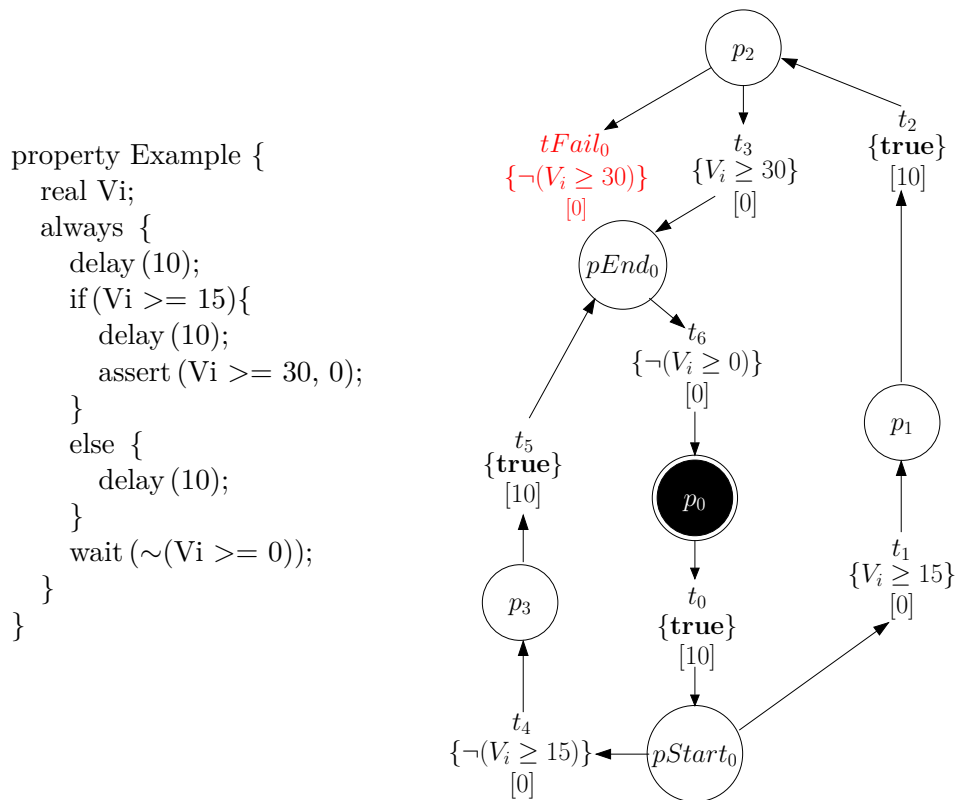 property Example {
real Vi;
always {
delay (10);
if (Vi >= 15){
delay (10);
assert (Vi >= 30, 0);
}
else {
delay (10);
}
wait (~(Vi >= 0));
}
}
p₂
tFail₀
{¬(Vᵢ ≥ 30)}
[0]
t₃
{Vᵢ ≥ 30}
[0]
t₂
{true}
[10]
pEnd₀
t₆
{¬(Vᵢ ≥ 0)}
[0]
p₁
t₅
{true}
[10]
p₀
t₁
{Vᵢ ≥ 15}
[0]
p₃
t₀
{true}
[10]
t₄
{¬(Vᵢ ≥ 15)}
[0]
pStart₀